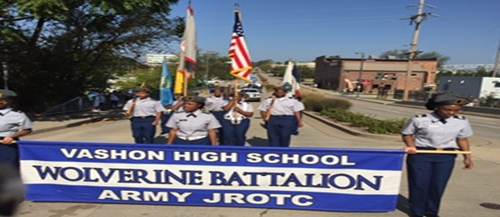 VASHON HIGH SCHOOL
WOLVERINE BATTALION
ARMY JROTC